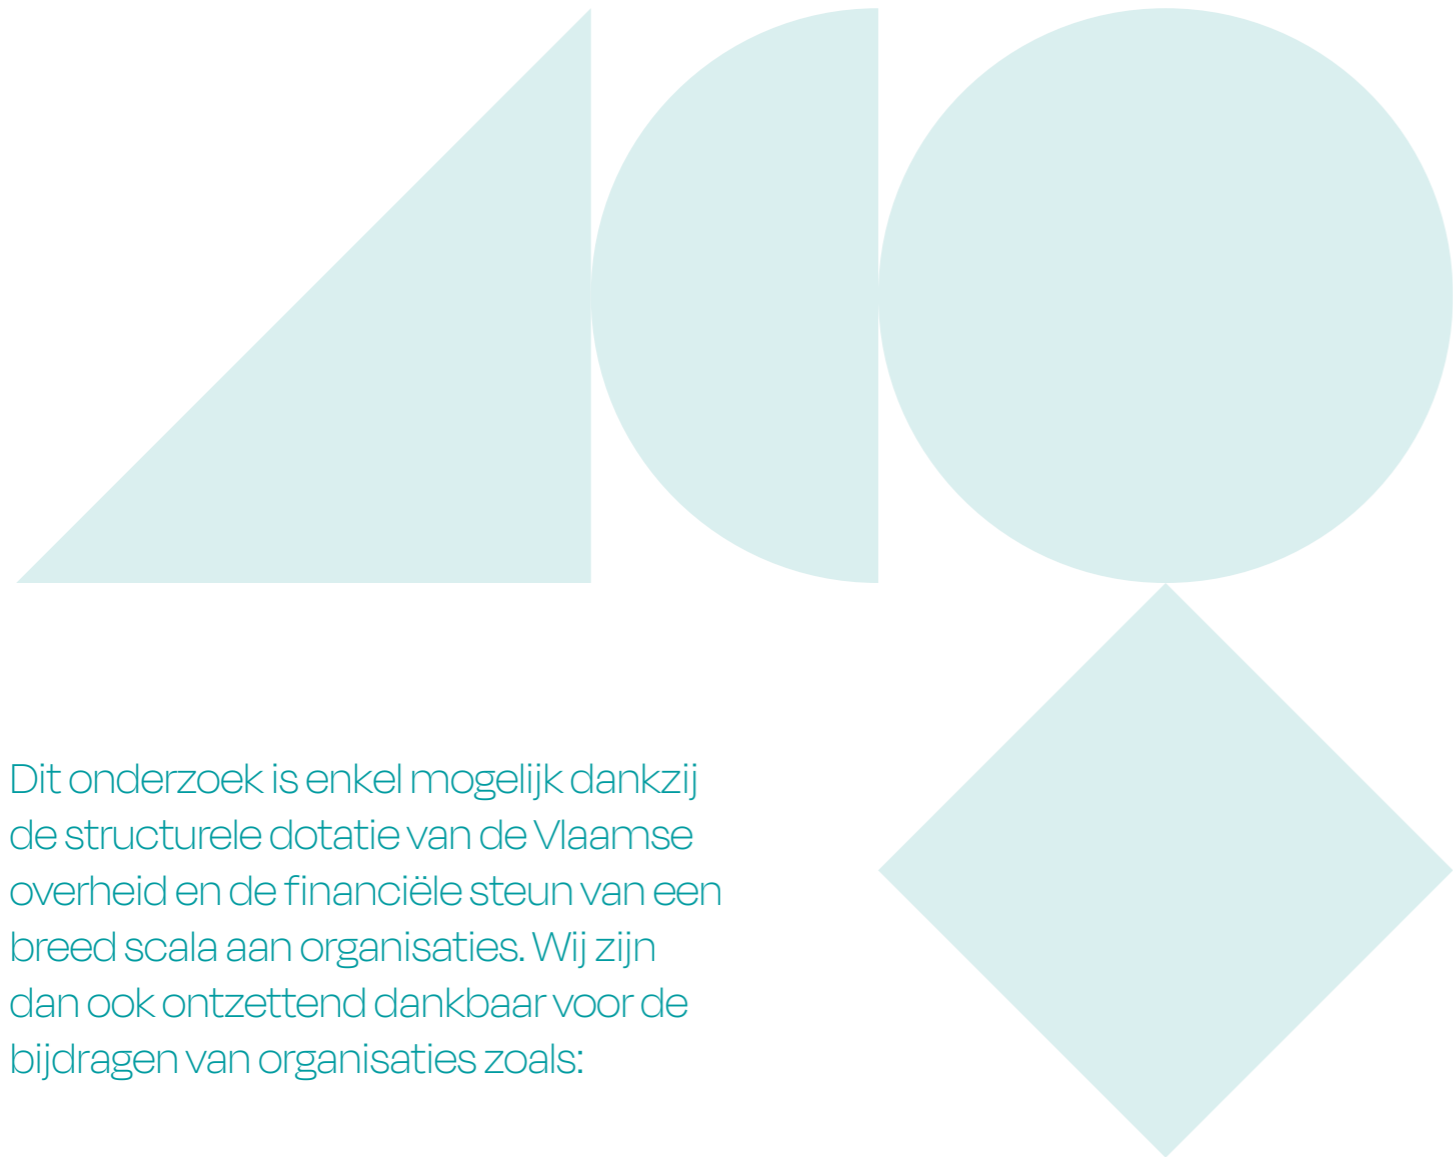 Dit onderzoek is enkel mogelijk dankzij
de structurele dotatie van de Vlaamse
overheid en de financiële steun van een
breed scala aan organisaties. Wij zijn
dan ook ontzettend dankbaar voor de
bijdragen van organisaties zoals: